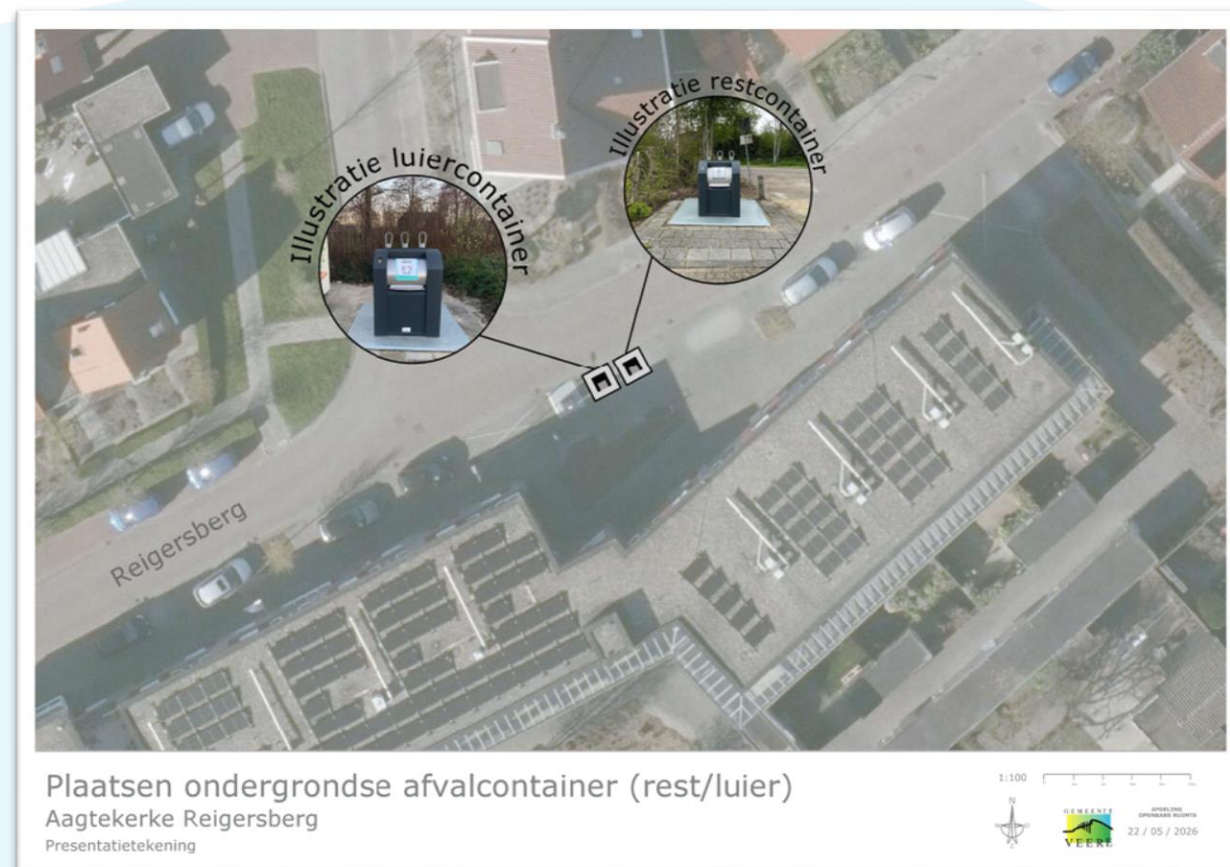 Illustratie luiercontainer
Illustratie restcontainer
Reigersberg
Plaatsen ondergrondse afvalcontainer (rest/luier)
Aagtekerke Reigersberg
Presentatietekening
1:100
N
GEMEENTE
VEERE
AFDELING
OPENBARE RUIMTE
22 / 05 / 2026